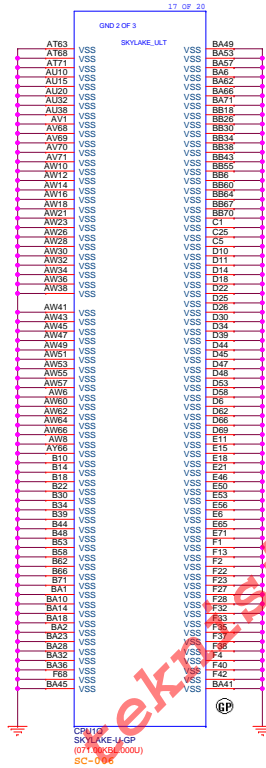 17 OF 20
GND 2 OF 3
SKYLAKE_ULT
AT63 VSS VSS BA49
AT68 VSS VSS BA53
AT71 VSS VSS BA57
AU10 VSS VSS BA6
AU15 VSS VSS BA62
AU20 VSS VSS BA66
AU32 VSS VSS BA71
AU38 VSS VSS BB18
AV1 VSS VSS BB26
AV68 VSS VSS BB30
AV69 VSS VSS BB34
AV70 VSS VSS BB38
AV71 VSS VSS BB43
AW10 VSS VSS BB55
AW12 VSS VSS BB6
AW14 VSS VSS BB60
AW16 VSS VSS BB64
AW18 VSS VSS BB67
AW21 VSS VSS BB70
AW23 VSS VSS C1
AW26 VSS VSS C25
AW28 VSS VSS C5
AW30 VSS VSS D10
AW32 VSS VSS D11
AW34 VSS VSS D14
AW36 VSS VSS D18
AW38 VSS VSS D22
VSS D25
AW41 VSS VSS D26
AW43 VSS VSS D30
AW45 VSS VSS D34
AW47 VSS VSS D39
AW49 VSS VSS D44
AW51 VSS VSS D45
AW53 VSS VSS D47
AW55 VSS VSS D48
AW57 VSS VSS D53
AW6 VSS VSS D58
AW60 VSS VSS D6
AW62 VSS VSS D62
AW64 VSS VSS D66
AW66 VSS VSS D69
AW8 VSS VSS E11
AY66 VSS VSS E15
B10 VSS VSS E18
B14 VSS VSS E21
B18 VSS VSS E46
B22 VSS VSS E50
B30 VSS VSS E53
B34 VSS VSS E56
B39 VSS VSS E6
B44 VSS VSS E65
B48 VSS VSS E71
B53 VSS VSS F1
B58 VSS VSS F13
B62 VSS VSS F2
B66 VSS VSS F22
B71 VSS VSS F23
BA1 VSS VSS F27
BA10 VSS VSS F28
BA14 VSS VSS F32
BA18 VSS VSS F33
BA2 VSS VSS F35
BA23 VSS VSS F37
BA28 VSS VSS F38
BA32 VSS VSS F4
BA36 VSS VSS F40
F68 VSS VSS F42
BA45 VSS VSS BA41
GP
CPU1Q
SKYLAKE-U-GP
(071.00KBL.000U)
SC-006